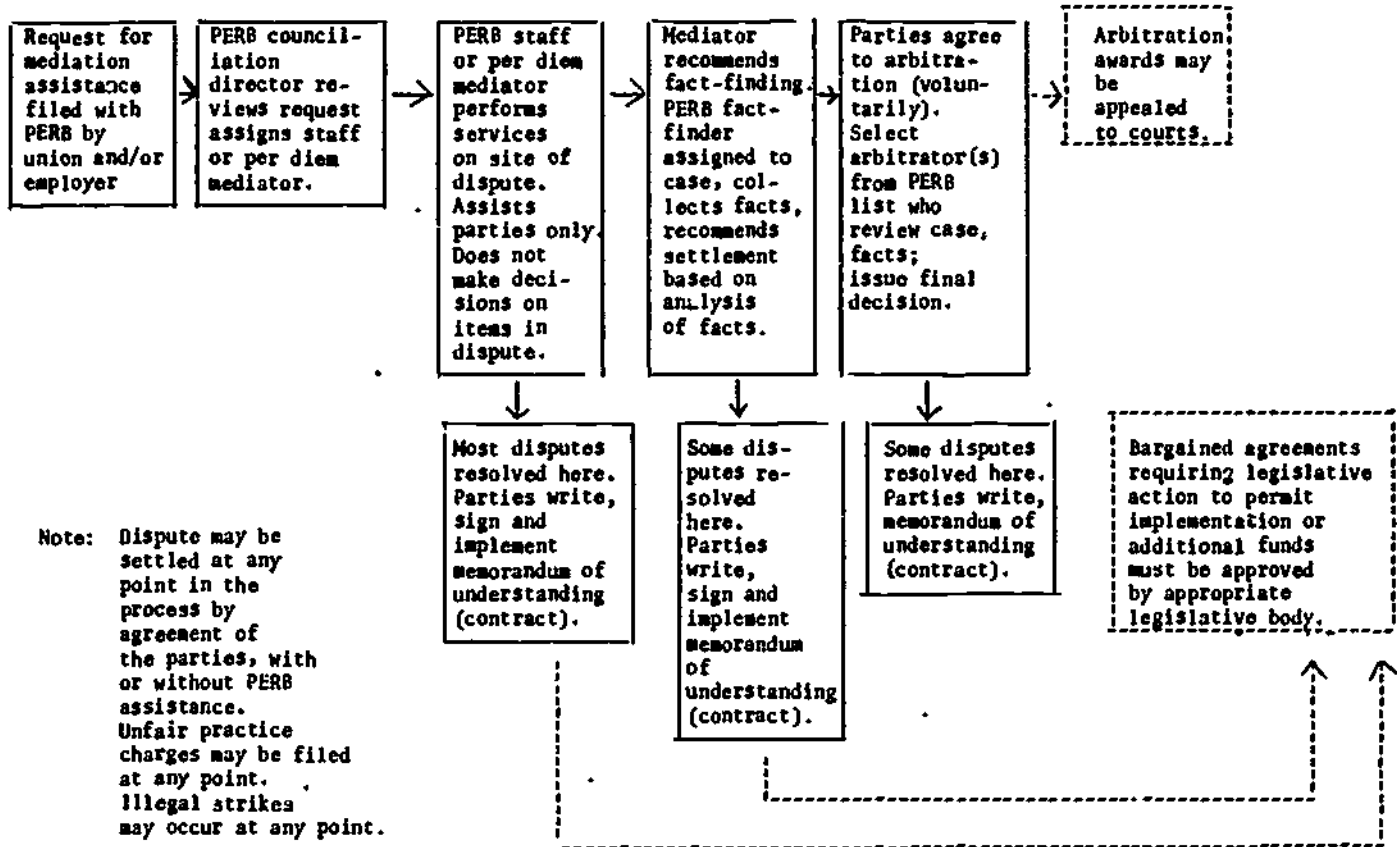 Request for
mediation
assistance
filed with
PERB by
union and/or
employer
PERB council-
iation
director re-
views request
assigns staff
or per diem
mediator.
PERB staff
or per diem
mediator
performs
services
on site of
dispute.
Assists
parties only.
Does not
make deci-
sions on
items in
dispute.
Mediator
recommends
fact-finding.
PERB fact-
finder
assigned to
case, col-
lects facts,
recommends
settlement
based on
analysis
of facts.
Parties agree
to arbitra-
tion (volun-
tarily).
Select
arbitrator(s)
from PERB
list who
review case,
facts;
issue final
decision.
Arbitration
awards may
be
appealed
to courts.
Most disputes
resolved here.
Parties write,
sign and
implement
memorandum of
understanding
(contract).
Some dis-
putes re-
solved
here.
Parties
write,
sign and
implement
memorandum
of
understanding
(contract).
Some disputes
resolved here.
Parties write,
memorandum of
understanding
(contract).
Bargained agreements
requiring legislative
action to permit
implementation or
additional funds
must be approved
by appropriate
legislative body.
Note: Dispute may be
settled at any
point in the
process by
agreement of
the parties, with
or without PERB
assistance.
Unfair practice
charges may be filed
at any point.
Illegal strikes
may occur at any point.